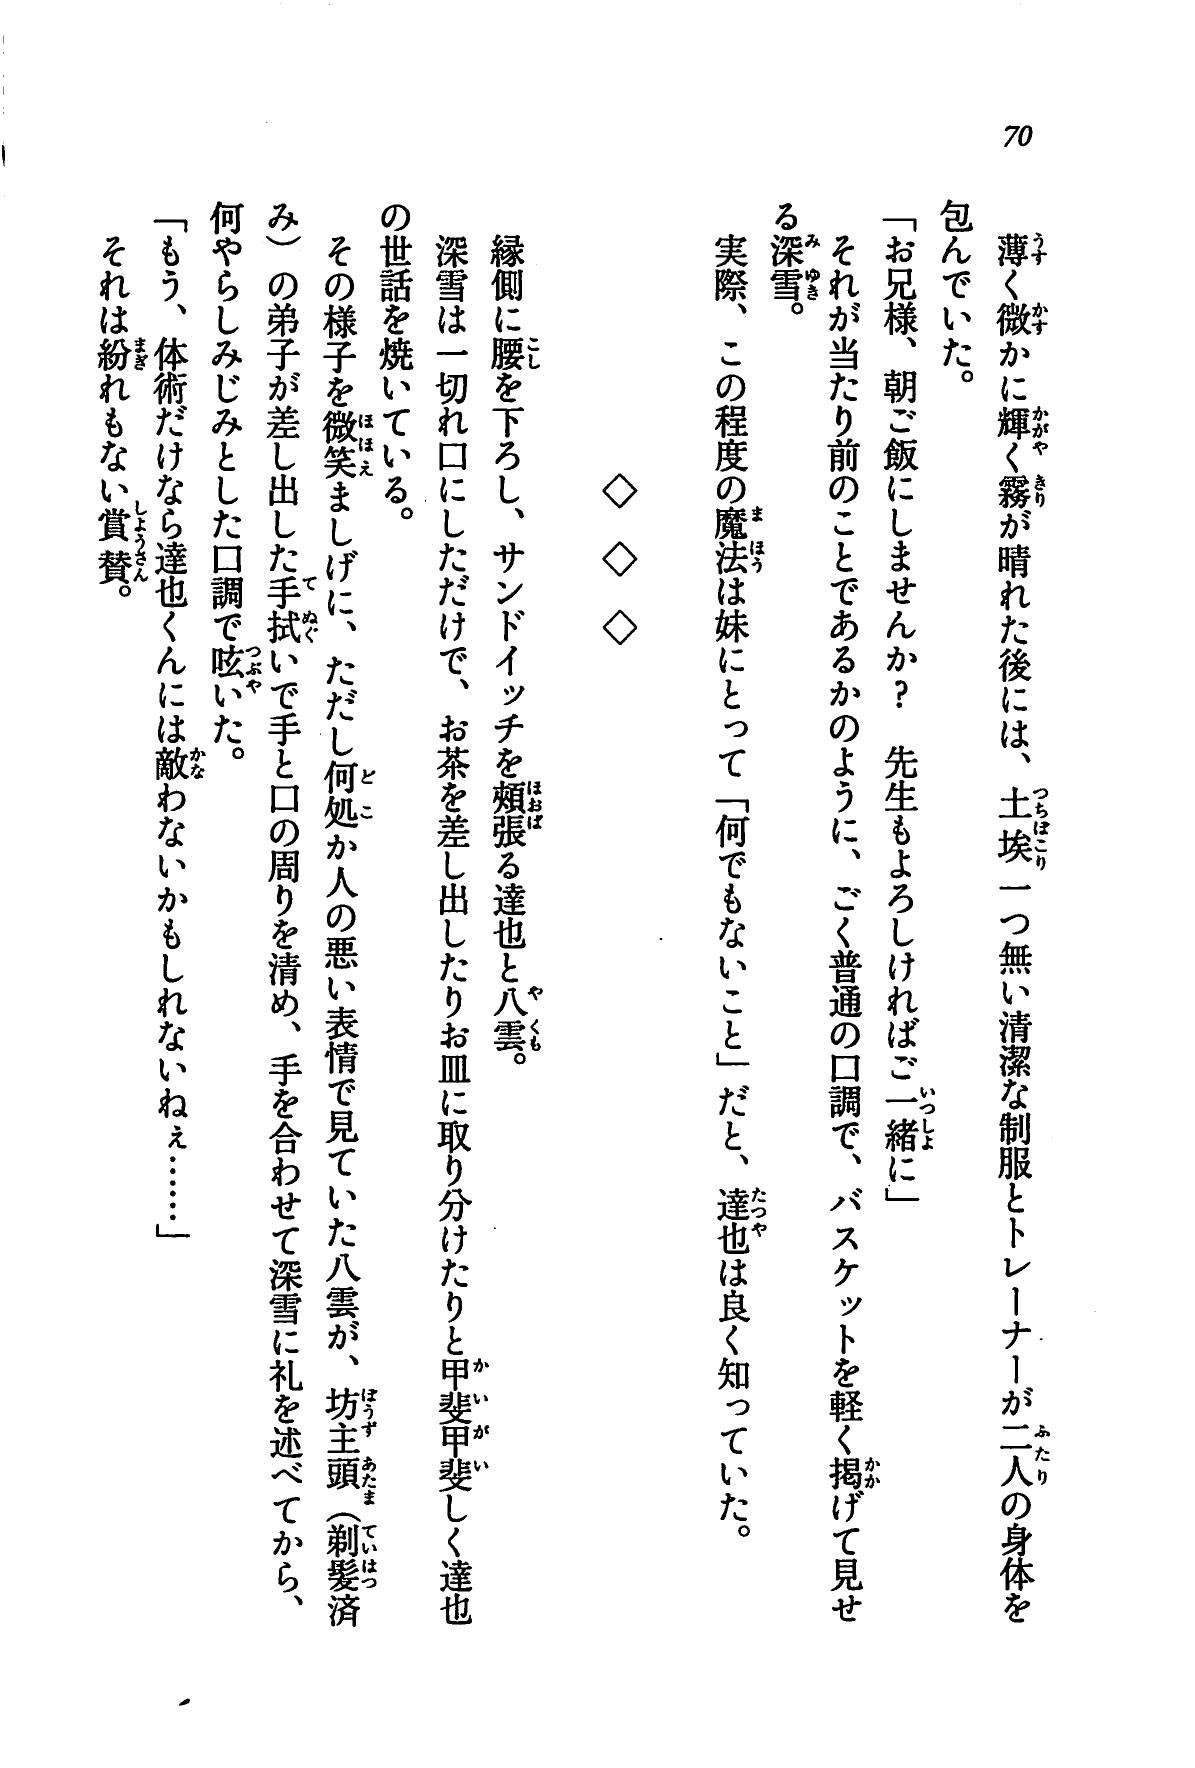 70
薄く微かに輝く霧が晴れた後には、土埃一つ無い清潔な制服とトレーナーが二人の身体を
包んでいた。
「お兄様、朝ご飯にしませんか？　先生もよろしければご一緒に」
それが当たり前のことであるかのように、ごく普通の口調で、バスケットを軽く掲げて見せ
る深雪。
実際、この程度の魔法は妹にとって「何でもないこと」だと、達也は良く知っていた。
◇　◇　◇
縁側に腰を下ろし、サンドイッチを頬張る達也と八雲。
深雪は一切れ口にしただけで、お茶を差し出したりお皿に取り分けたりと甲斐甲斐しく達也
の世話を焼いている。
その様子を微笑ましげに、ただし何処か人の悪い表情で見ていた八雲が、坊主頭（剃髪済
み）の弟子が差し出した手拭いで手と口の周りを清め、手を合わせて深雪に礼を述べてから、
何やらしみじみとした口調で呟いた。
「もう、体術だけなら達也くんには敵わないかもしれないねぇ……」
それは紛れもない賞賛。